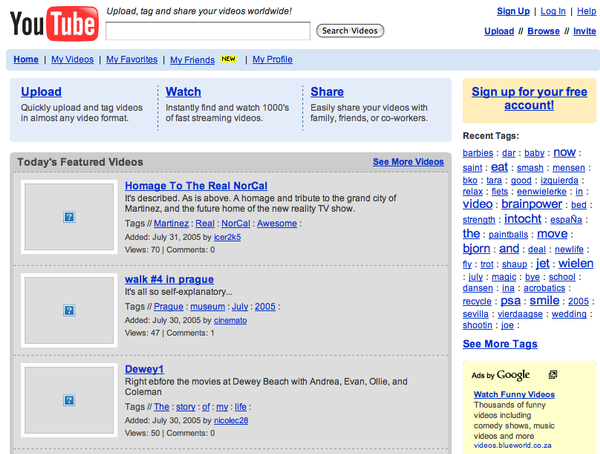 YouTube
Upload, tag and share your videos worldwide!
Search Videos
Sign Up | Log In | Help
Upload // Browse // Invite
Home | My Videos | My Favorites | My Friends NEW | My Profile
Upload
Quickly upload and tag videos
in almost any video format.
Watch
Instantly find and watch 1000's
of fast streaming videos.
Share
Easily share your videos with
family, friends, or co-workers.
Today's Featured Videos
See More Videos
Homage To The Real NorCal
It's described. As is above. A homage and tribute to the grand city of
Martinez, and the future home of the new reality TV show.
Tags // Martinez : Real : NorCal : Awesome :
Added: July 31, 2005 by icer2k5
Views: 70 | Comments: 0
walk #4 in prague
It's all so self-explanatory...
Tags // Prague : museum : July : 2005 :
Added: July 30, 2005 by cinemato
Views: 47 | Comments: 1
Dewey1
Right ebfore the movies at Dewey Beach with Andrea, Evan, Ollie, and
Coleman
Tags // The : story : of : my : life :
Added: July 30, 2005 by nicolec28
Views: 50 | Comments: 0
Sign up for your free
account!
Recent Tags:
barbies : dar : baby : now :
saint : eat : smash : mensen :
bko : tara : good : izquierda :
relax : fiets : eenwielerke : in :
video : brainpower : bed :
strength : intocht : espaÑa :
the : paintballs : move :
bjorn : and : deal : newlife :
fly : trot : shaup : jet : wielen
: july : magic : bye : school :
dansen : ina : acrobatics :
recycle : psa : smile : 2005 :
sevilla : vierdaagse : wedding :
shootin : joe :
See More Tags
Ads by Google
Watch Funny Videos
Thousands of funny
videos including
comedy shows, music
videos and more
videos.blueworld.co.za